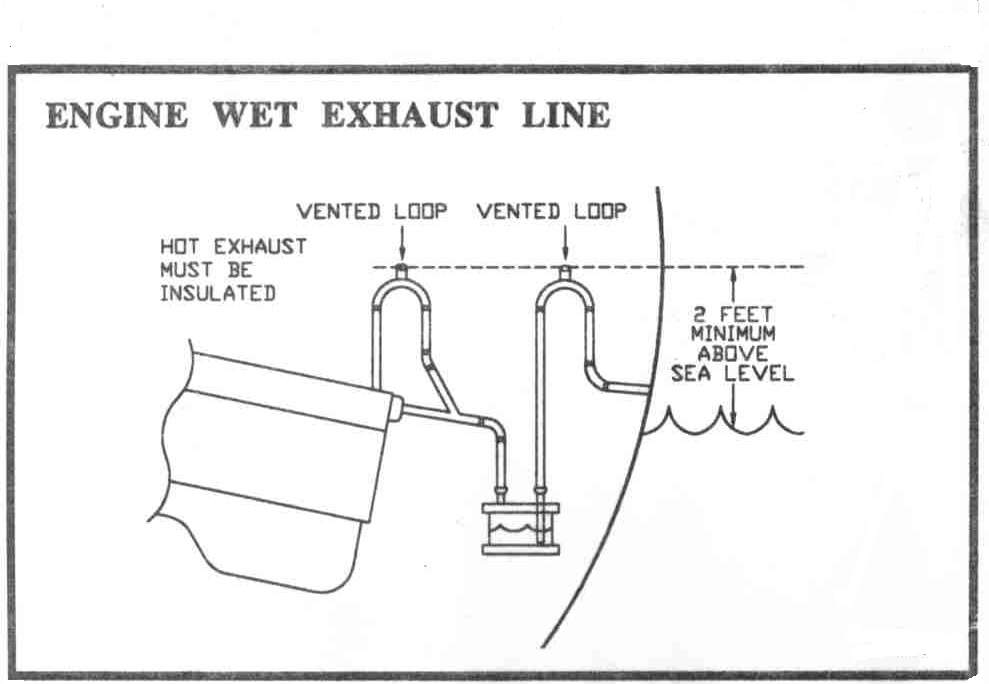 ENGINE WET EXHAUST LINE
VENTED LOOP VENTED LOOP
HOT EXHAUST
MUST BE
INSULATED
2 FEET
MINIMUM
ABOVE
SEA LEVEL